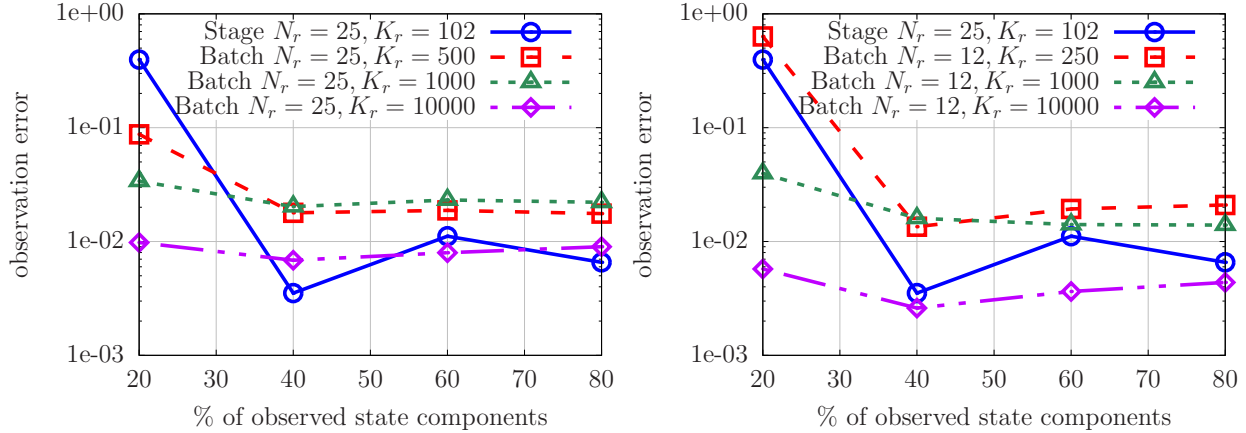 1e+00
1e-01
1e-02
1e-03
observation error
Stage N_r = 25, K_r = 102
Batch N_r = 25, K_r = 500
Batch N_r = 25, K_r = 1000
Batch N_r = 25, K_r = 10000
20 30 40 50 60 70 80
% of observed state components
1e+00
1e-01
1e-02
1e-03
observation error
Stage N_r = 25, K_r = 102
Batch N_r = 12, K_r = 250
Batch N_r = 12, K_r = 1000
Batch N_r = 12, K_r = 10000
20 30 40 50 60 70 80
% of observed state components